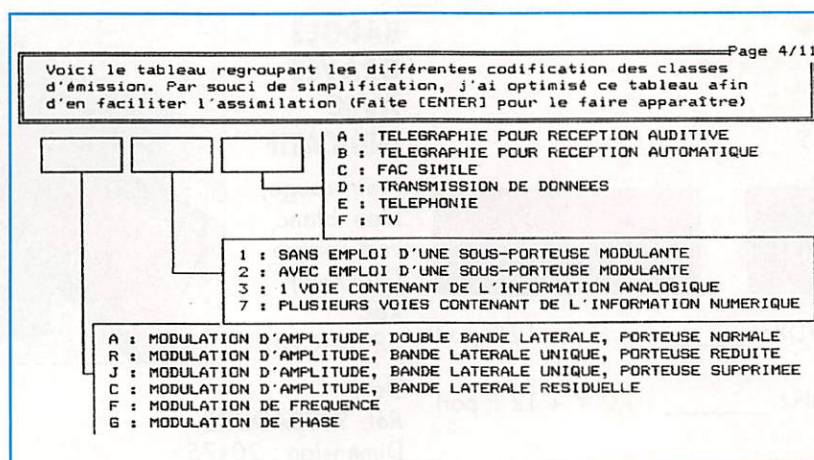 Page 4/11
Voici le tableau regroupant les différentes codification des classes
d'émission. Par souci de simplification, j'ai optimisé ce tableau afin
d'en faciliter l'assimilation (Faite [ENTER] pour le faire apparaître)
A : TELEGRAPHIE POUR RECEPTION AUDITIVE
B : TELEGRAPHIE POUR RECEPTION AUTOMATIQUE
C : FAC SIMILE
D : TRANSMISSION DE DONNEES
E : TELEPHONIE
F : TV
1 : SANS EMPLOI D'UNE SOUS-PORTEUSE MODULANTE
2 : AVEC EMPLOI D'UNE SOUS-PORTEUSE MODULANTE
3 : 1 VOIE CONTENANT DE L'INFORMATION ANALOGIQUE
7 : PLUSIEURS VOIES CONTENANT DE L'INFORMATION NUMERIQUE
A : MODULATION D'AMPLITUDE, DOUBLE BANDE LATERALE, PORTEUSE NORMALE
R : MODULATION D'AMPLITUDE, BANDE LATERALE UNIQUE, PORTEUSE REDUITE
J : MODULATION D'AMPLITUDE, BANDE LATERALE UNIQUE, PORTEUSE SUPPRIMEE
C : MODULATION D'AMPLITUDE, BANDE LATERALE RESIDUELLE
F : MODULATION DE FREQUENCE
G : MODULATION DE PHASE